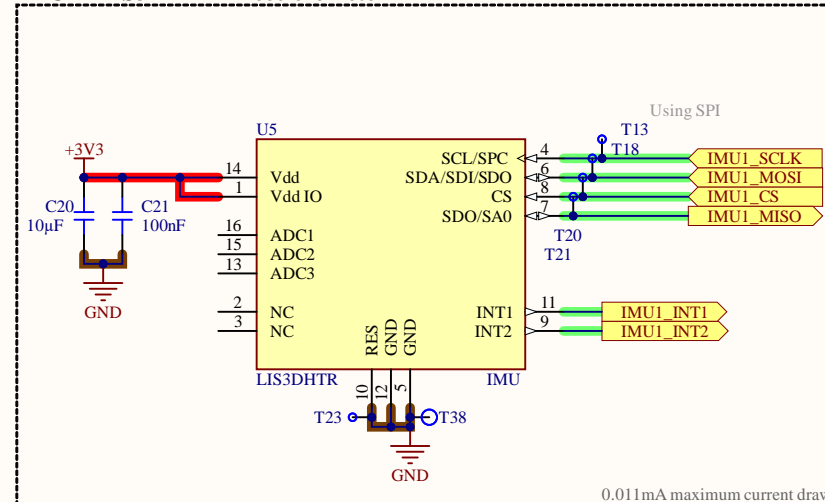 Using SPI
U5
T13
T18
+3V3
14
Vdd
SCL/SPC
4
IMU1_SCLK
1
Vdd IO
SDA/SDI/SDO
6
IMU1_MOSI
C20
10µF
C21
100nF
CS
8
IMU1_CS
SDO/SA0
7
IMU1_MISO
16
ADC1
15
ADC2
13
ADC3
T20
T21
GND
2
NC
3
NC
INT1
11
IMU1_INT1
INT2
9
IMU1_INT2
RES
GND
GND
LIS3DHTR
IMU
10
12
5
T23
T38
GND
0.011mA maximum current draw